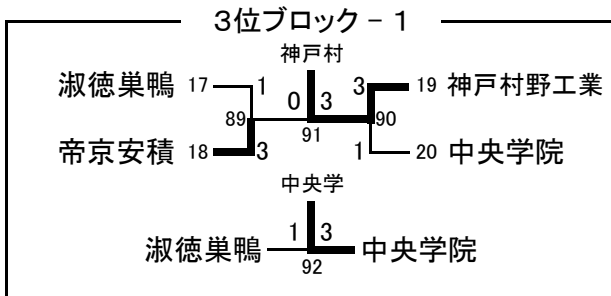 3位ブロック - 1
神戸村
淑徳巣鴨 17 1 0 3 3 19 神戸村野工業
89 91 90
帝京安積 18 3 1 20 中央学院
中央学
1 3
淑徳巣鴨 92 中央学院